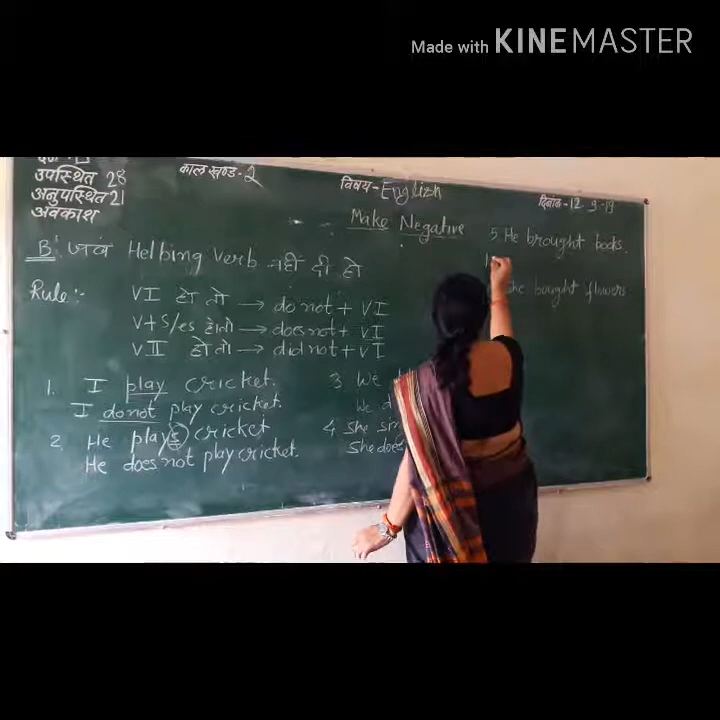 Made with KINEMASTER
उपस्थित 28
अनुपस्थित 21
अवकाश
काल खण्ड-2
विषय-English
दिनांक-12 9-19
Make Negative
B' जब Helbing Verb नहीं दी हो
Rule:-
VI हो तो → do not + VI
V+S/es हो तो → does not + VI
VII हो तो → did not + VI
1. I play cricket.
I do not play cricket.
2. He plays cricket
He does not play cricket.
3 We
We
4 She
She does
5. He brought books.
She bought flowers